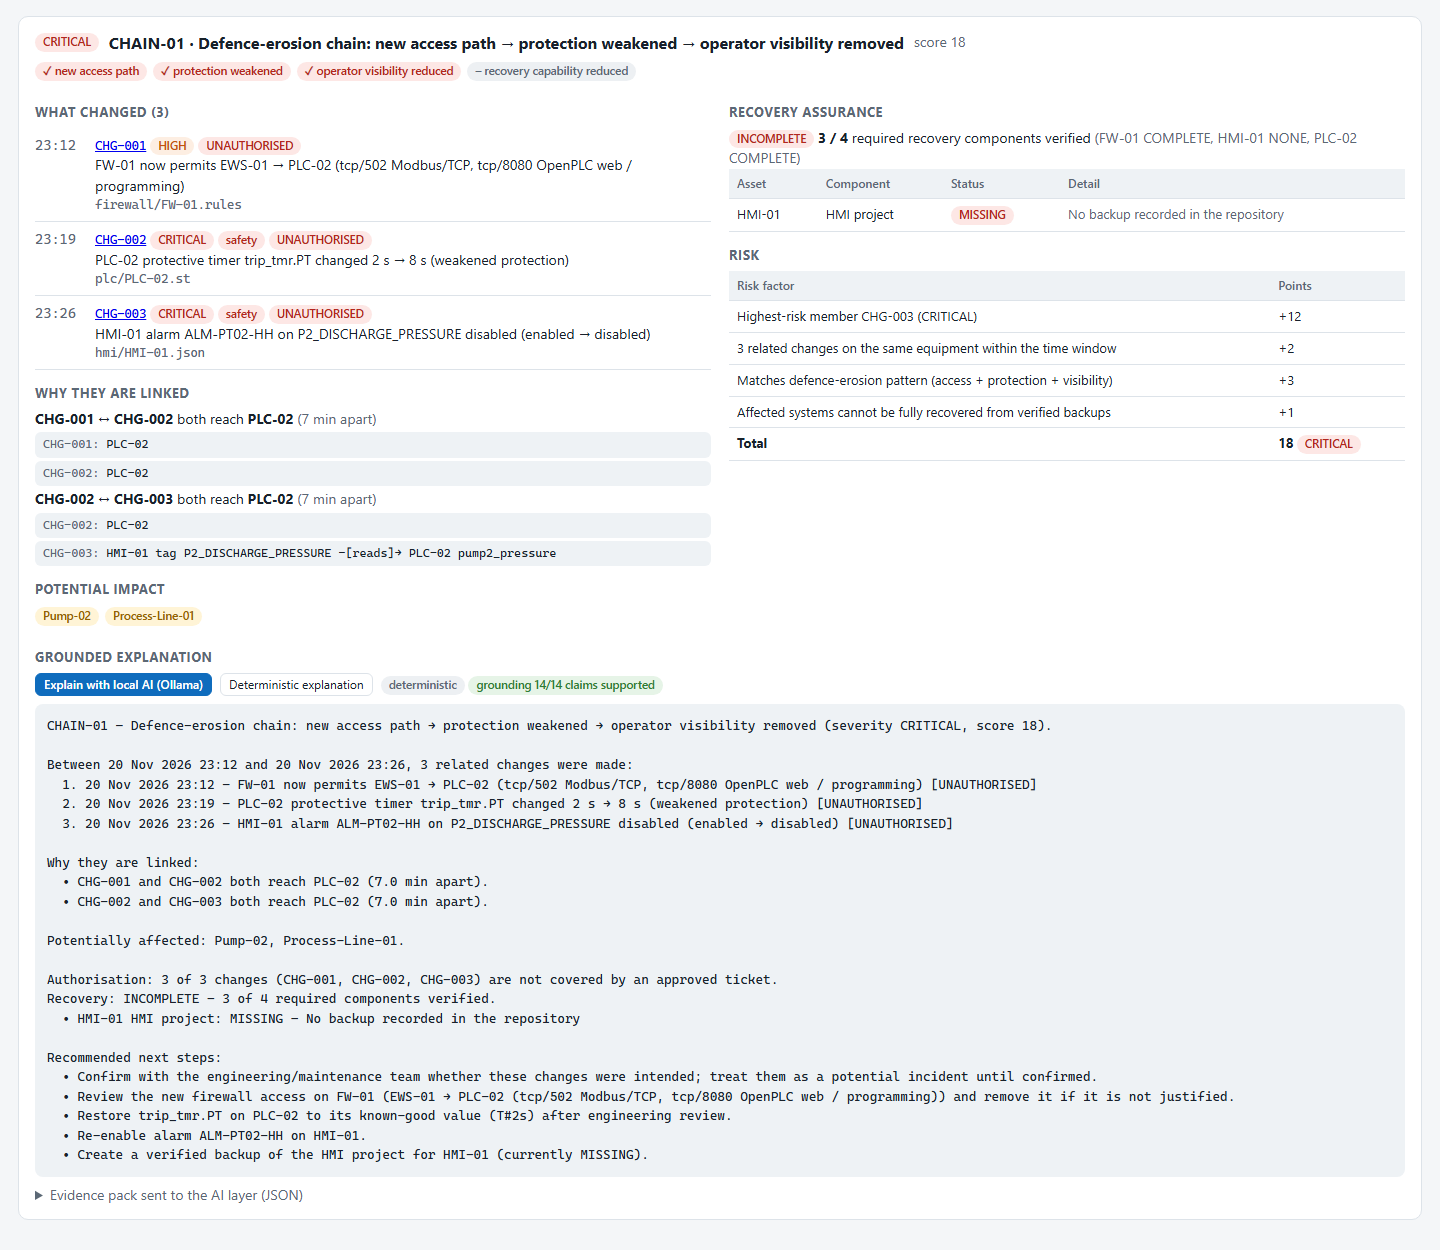 CRITICAL CHAIN-01 · Defence-erosion chain: new access path → protection weakened → operator visibility removed score 18
✓ new access path ✓ protection weakened ✓ operator visibility reduced – recovery capability reduced
WHAT CHANGED (3)
23:12 CHG-001 HIGH UNAUTHORISED
FW-01 now permits EWS-01 → PLC-02 (tcp/502 Modbus/TCP, tcp/8080 OpenPLC web /
programming)
firewall/FW-01.rules
23:19 CHG-002 CRITICAL safety UNAUTHORISED
PLC-02 protective timer trip_tmr.PT changed 2 s → 8 s (weakened protection)
plc/PLC-02.st
23:26 CHG-003 CRITICAL safety UNAUTHORISED
HMI-01 alarm ALM-PT02-HH on P2_DISCHARGE_PRESSURE disabled (enabled → disabled)
hmi/HMI-01.json
WHY THEY ARE LINKED
CHG-001 ↔ CHG-002 both reach PLC-02 (7 min apart)
CHG-001: PLC-02
CHG-002: PLC-02
CHG-002 ↔ CHG-003 both reach PLC-02 (7 min apart)
CHG-002: PLC-02
CHG-003: HMI-01 tag P2_DISCHARGE_PRESSURE -[reads]→ PLC-02 pump2_pressure
POTENTIAL IMPACT
Pump-02 Process-Line-01
RECOVERY ASSURANCE
INCOMPLETE 3 / 4 required recovery components verified (FW-01 COMPLETE, HMI-01 NONE, PLC-02
COMPLETE)
Asset Component Status Detail
HMI-01 HMI project MISSING No backup recorded in the repository
RISK
Risk factor Points
Highest-risk member CHG-003 (CRITICAL) +12
3 related changes on the same equipment within the time window +2
Matches defence-erosion pattern (access + protection + visibility) +3
Affected systems cannot be fully recovered from verified backups +1
Total 18 CRITICAL
GROUNDED EXPLANATION
Explain with local AI (Ollama) Deterministic explanation deterministic grounding 14/14 claims supported
CHAIN-01 – Defence-erosion chain: new access path → protection weakened → operator visibility removed (severity CRITICAL, score 18).
Between 20 Nov 2026 23:12 and 20 Nov 2026 23:26, 3 related changes were made:
1. 20 Nov 2026 23:12 – FW-01 now permits EWS-01 → PLC-02 (tcp/502 Modbus/TCP, tcp/8080 OpenPLC web / programming) [UNAUTHORISED]
2. 20 Nov 2026 23:19 – PLC-02 protective timer trip_tmr.PT changed 2 s → 8 s (weakened protection) [UNAUTHORISED]
3. 20 Nov 2026 23:26 – HMI-01 alarm ALM-PT02-HH on P2_DISCHARGE_PRESSURE disabled (enabled → disabled) [UNAUTHORISED]
Why they are linked:
• CHG-001 and CHG-002 both reach PLC-02 (7.0 min apart).
• CHG-002 and CHG-003 both reach PLC-02 (7.0 min apart).
Potentially affected: Pump-02, Process-Line-01.
Authorisation: 3 of 3 changes (CHG-001, CHG-002, CHG-003) are not covered by an approved ticket.
Recovery: INCOMPLETE – 3 of 4 required components verified.
• HMI-01 HMI project: MISSING – No backup recorded in the repository
Recommended next steps:
• Confirm with the engineering/maintenance team whether these changes were intended; treat them as a potential incident until confirmed.
• Review the new firewall access on FW-01 (EWS-01 → PLC-02 (tcp/502 Modbus/TCP, tcp/8080 OpenPLC web / programming)) and remove it if it is not justified.
• Restore trip_tmr.PT on PLC-02 to its known-good value (T#2s) after engineering review.
• Re-enable alarm ALM-PT02-HH on HMI-01.
• Create a verified backup of the HMI project for HMI-01 (currently MISSING).
▶ Evidence pack sent to the AI layer (JSON)